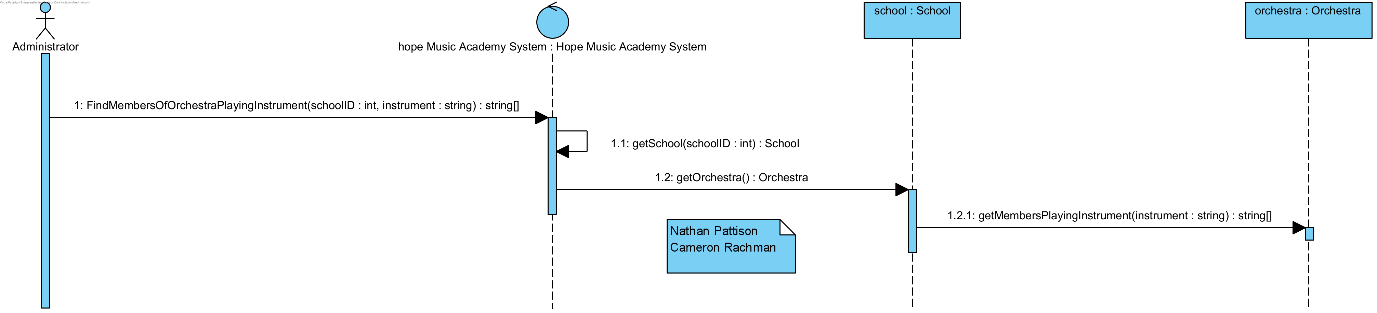 school : School
orchestra : Orchestra
Administrator
hope Music Academy System : Hope Music Academy System
1: FindMembersOfOrchestraPlayingInstrument(schoolID : int, instrument : string) : string[]
1.1: getSchool(schoolID : int) : School
1.2: getOrchestra() : Orchestra
1.2.1: getMembersPlayingInstrument(instrument : string) : string[]
Nathan Pattison
Cameron Rachman